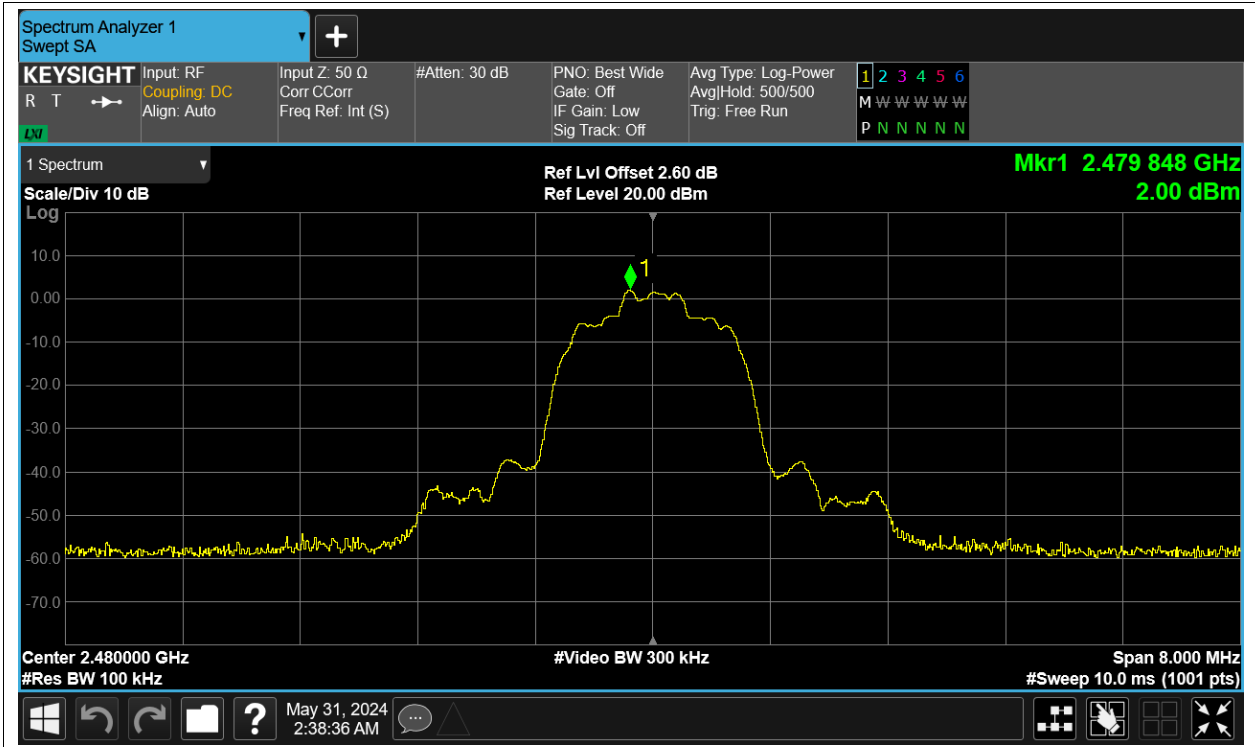 Spectrum Analyzer 1
Swept SA
KEYSIGHT
R T
LXI
Input: RF
Coupling: DC
Align: Auto
Input Z: 50 Ω
Corr CCorr
Freq Ref: Int (S)
#Atten: 30 dB
PNO: Best Wide
Gate: Off
IF Gain: Low
Sig Track: Off
Avg Type: Log-Power
Avg|Hold: 500/500
Trig: Free Run
1 2 3 4 5 6
M W W W W W
P N N N N N
1 Spectrum
Scale/Div 10 dB
Log
Ref Lvl Offset 2.60 dB
Ref Level 20.00 dBm
Mkr1 2.479 848 GHz
2.00 dBm
1
10.0
0.00
-10.0
-20.0
-30.0
-40.0
-50.0
-60.0
-70.0
Center 2.480000 GHz
#Res BW 100 kHz
#Video BW 300 kHz
Span 8.000 MHz
#Sweep 10.0 ms (1001 pts)
?
May 31, 2024
2:38:36 AM